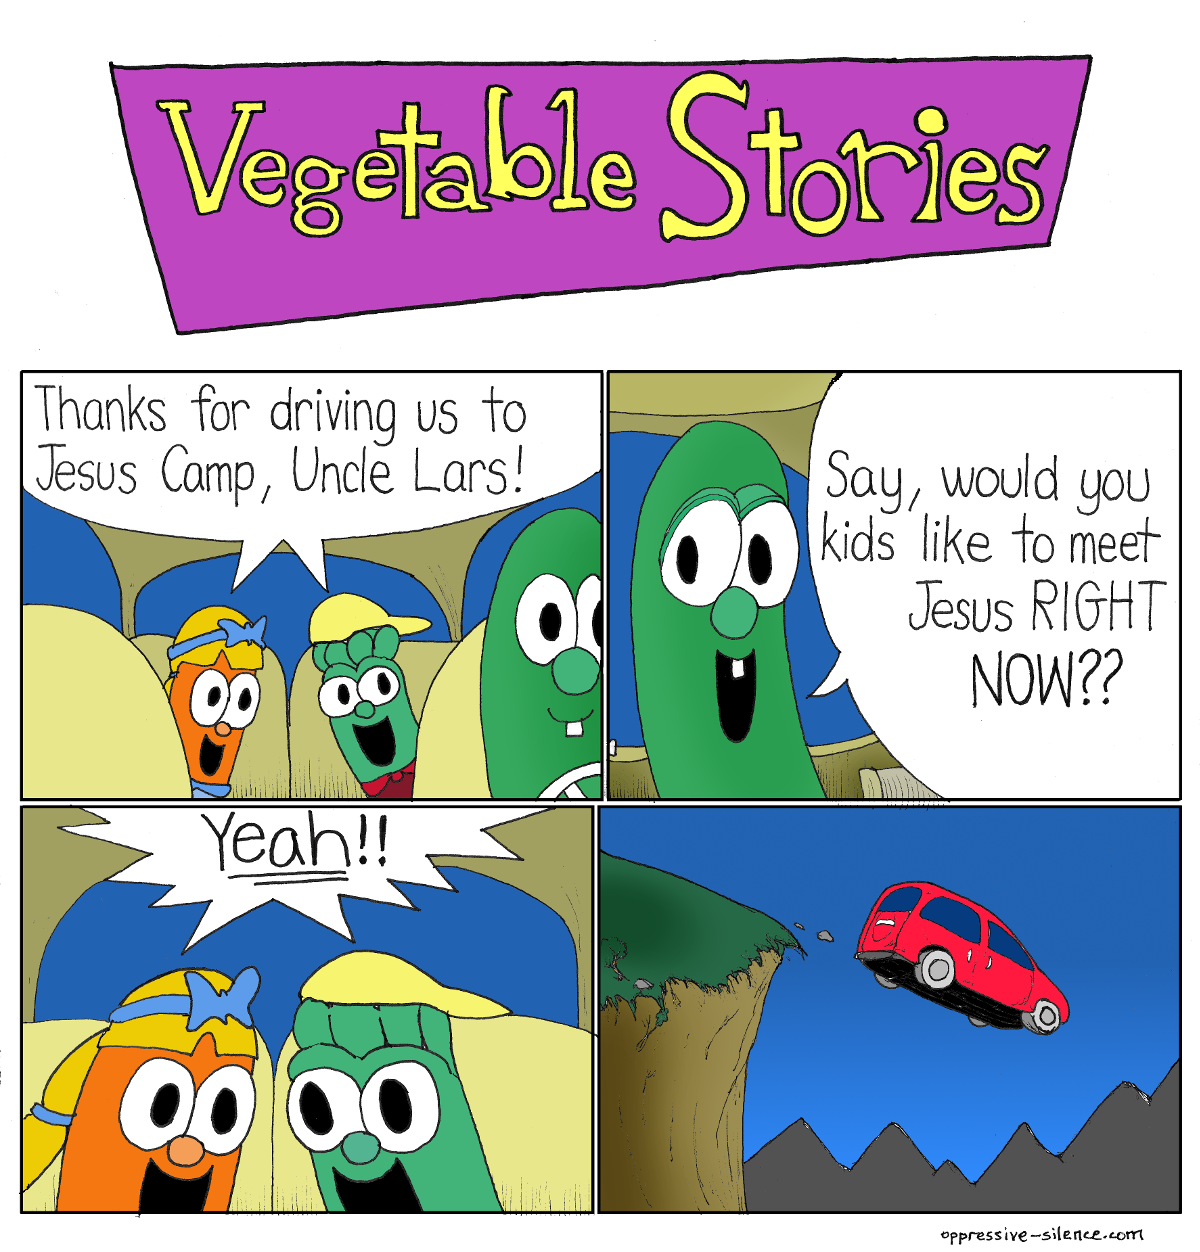 Vegetable Stories
Thanks for driving us to
Jesus Camp, Uncle Lars!
Say, would you
kids like to meet
Jesus RIGHT
NOW??
Yeah!!
oppressive-silence.com